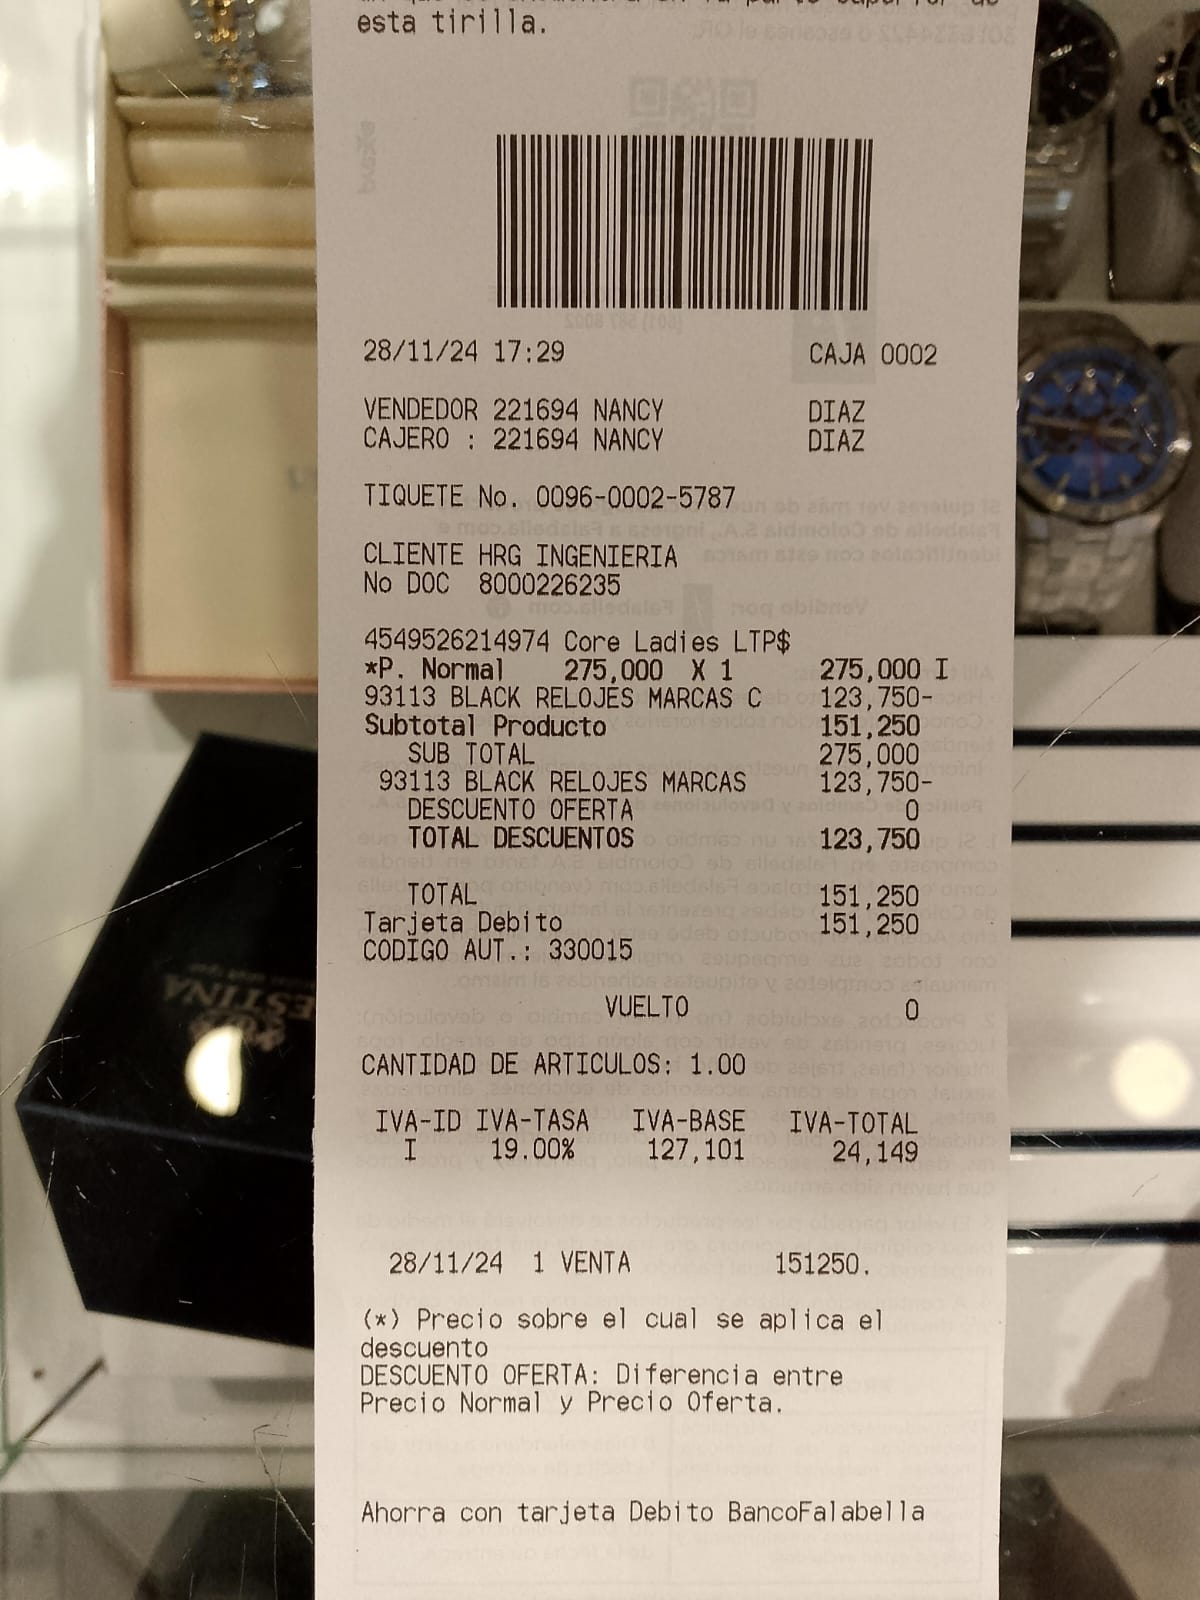 esta tirilla.
28/11/24 17:29 CAJA 0002
VENDEDOR 221694 NANCY DIAZ
CAJERO : 221694 NANCY DIAZ
TIQUETE No. 0096-0002-5787
CLIENTE HRG INGENIERIA
No DOC 8000226235
4549526214974 Core Ladies LTP$
*P. Normal 275,000 X 1 275,000 I
93113 BLACK RELOJES MARCAS C 123,750-
Subtotal Producto 151,250
SUB TOTAL 275,000
93113 BLACK RELOJES MARCAS 123,750-
DESCUENTO OFERTA 0
TOTAL DESCUENTOS 123,750
TOTAL 151,250
Tarjeta Debito 151,250
CODIGO AUT.: 330015
VUELTO 0
CANTIDAD DE ARTICULOS: 1.00
IVA-ID IVA-TASA IVA-BASE IVA-TOTAL
I 19.00% 127,101 24,149
28/11/24 1 VENTA 151250.
(*) Precio sobre el cual se aplica el
descuento
DESCUENTO OFERTA: Diferencia entre
Precio Normal y Precio Oferta.
Ahorra con tarjeta Debito BancoFalabella